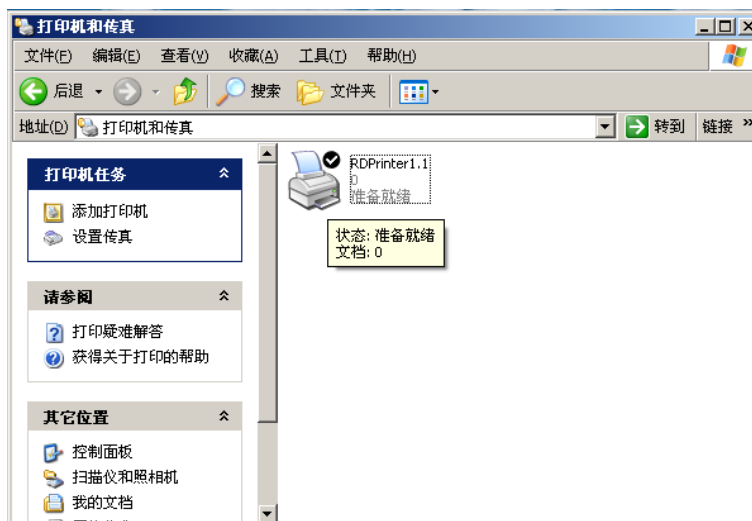 打印机和传真
文件(F) 编辑(E) 查看(V) 收藏(A) 工具(T) 帮助(H)
后退 搜索 文件夹
地址(D) 打印机和传真 转到 链接 »
打印机任务
添加打印机
设置传真
请参阅
打印疑难解答
获得关于打印的帮助
其它位置
控制面板
扫描仪和照相机
我的文档
RDPrinter1.1
0
准备就绪
状态: 准备就绪
文档: 0